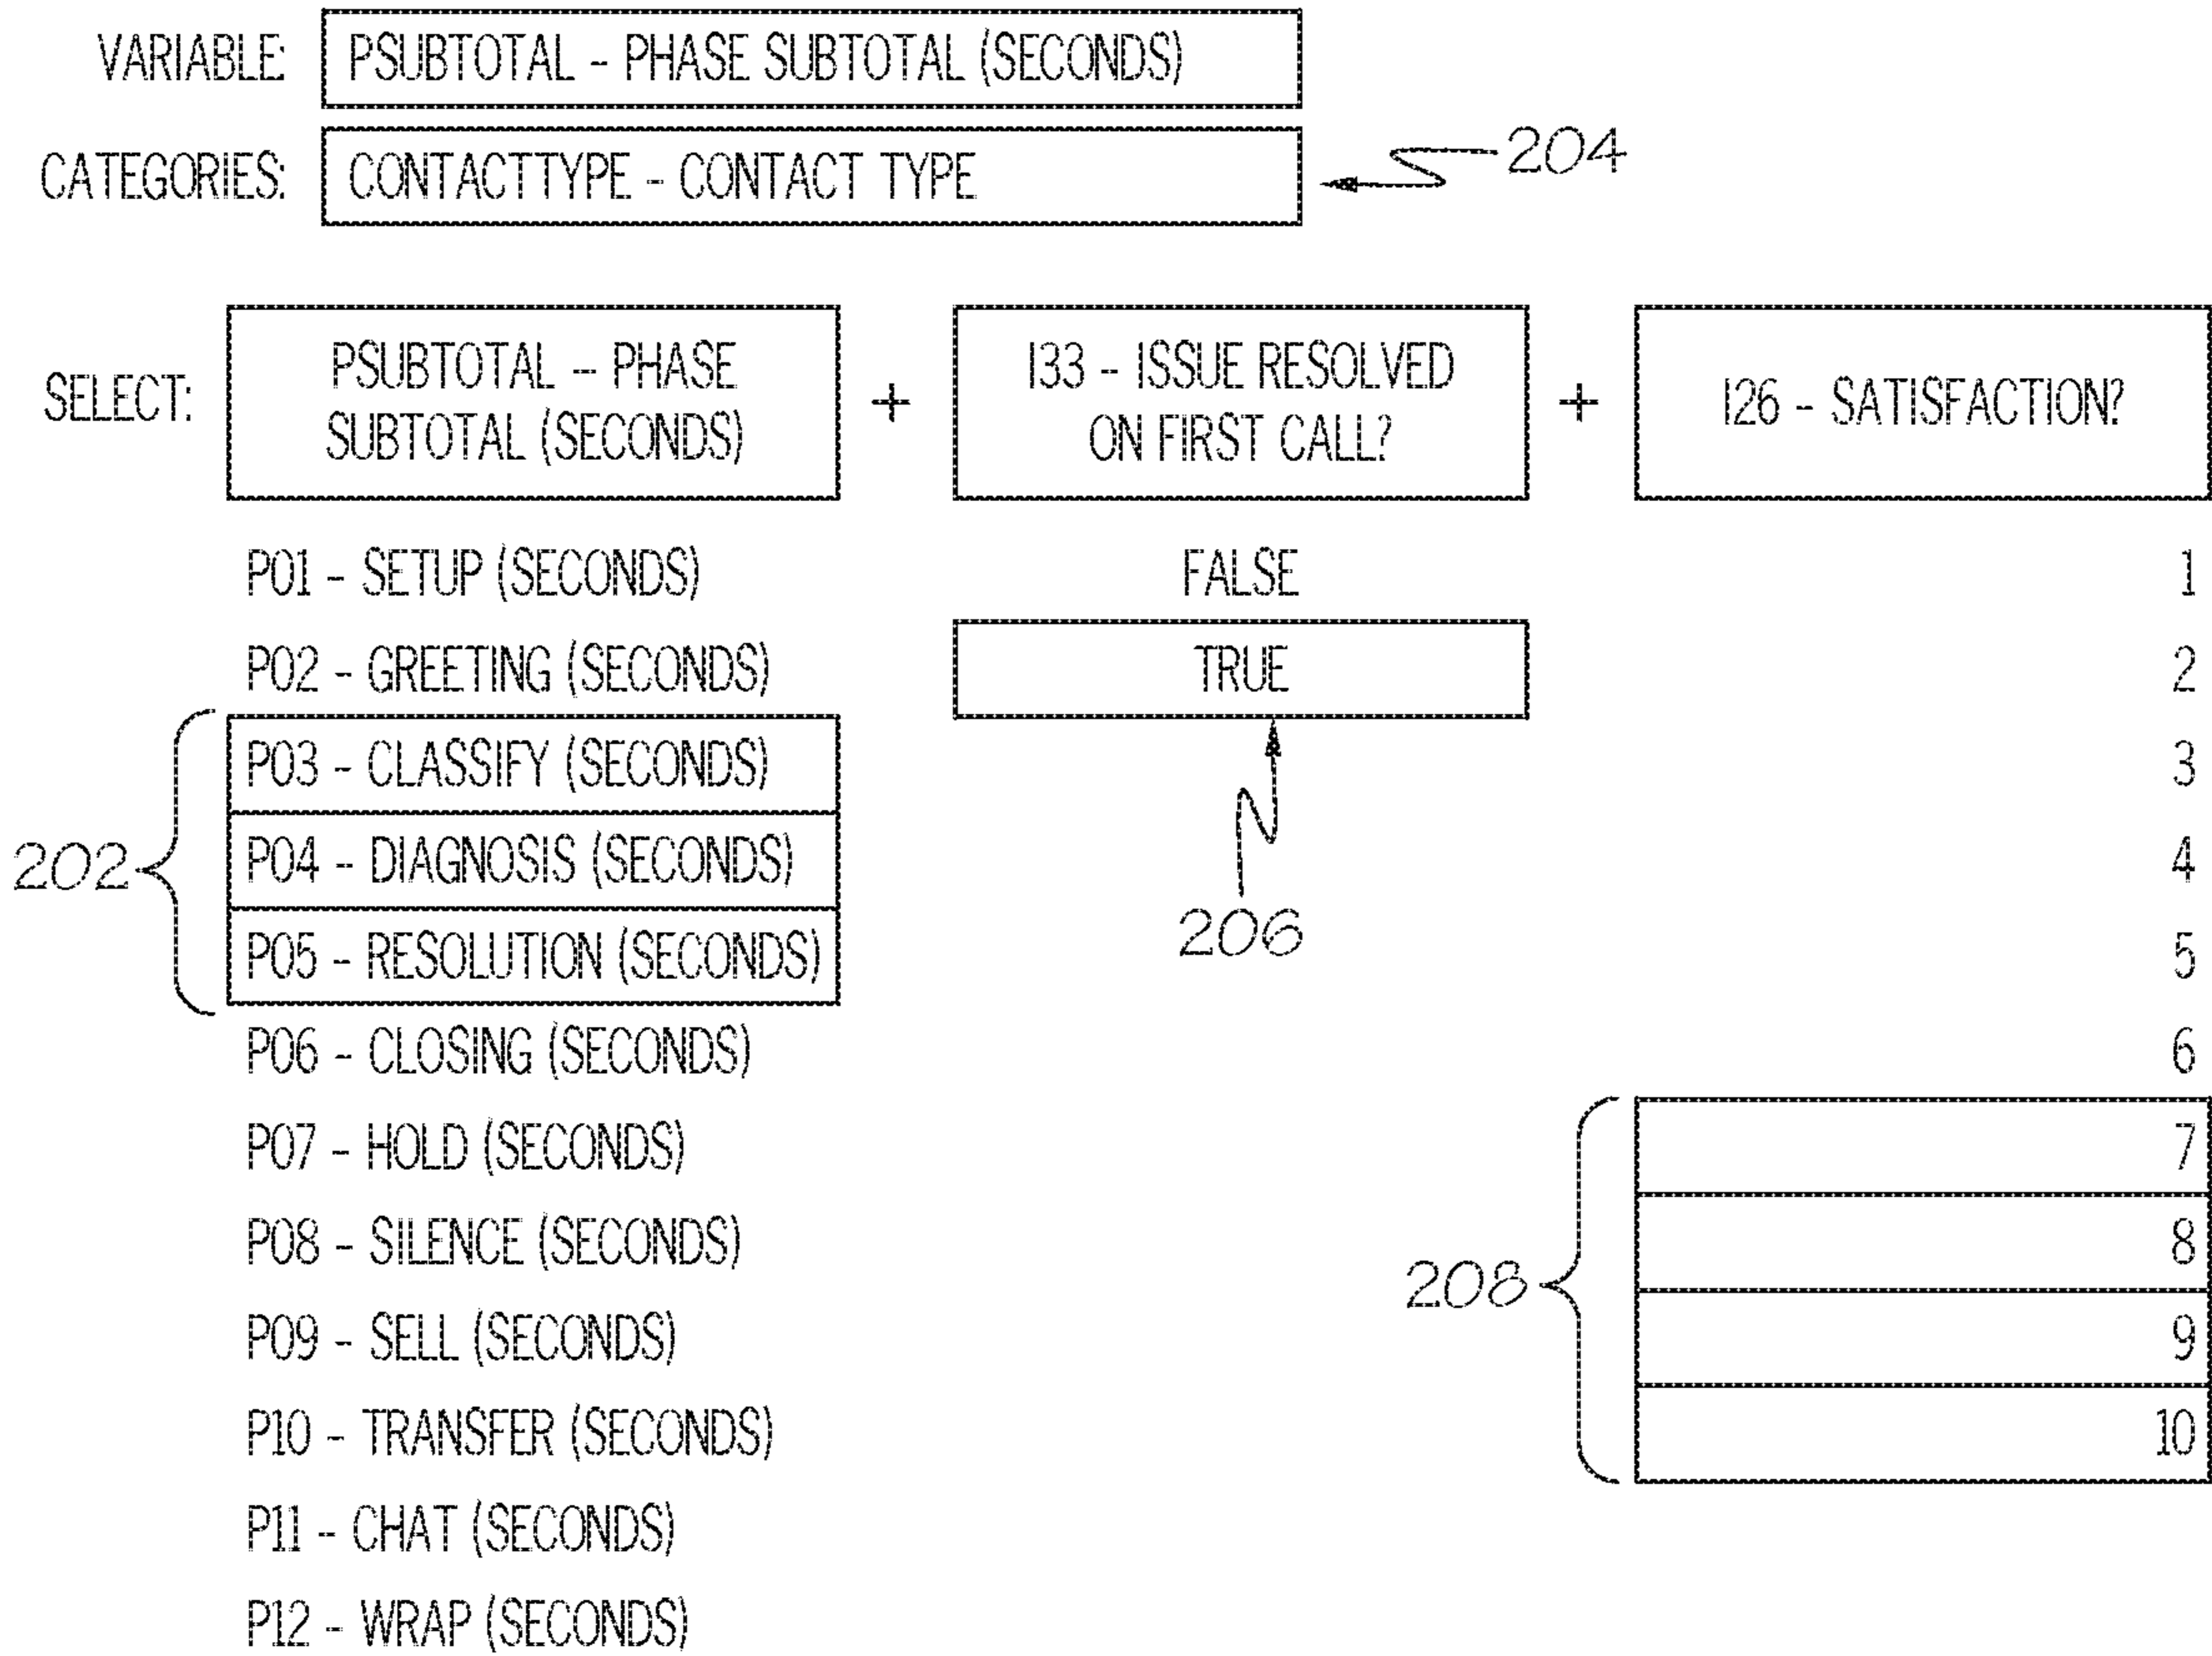 VARIABLE: PSUBTOTAL - PHASE SUBTOTAL (SECONDS)
CATEGORIES: CONTACTTYPE - CONTACT TYPE
204
SELECT: PSUBTOTAL - PHASE SUBTOTAL (SECONDS) + I33 - ISSUE RESOLVED ON FIRST CALL? + I26 - SATISFACTION?
P01 - SETUP (SECONDS) FALSE 1
P02 - GREETING (SECONDS) TRUE 2
P03 - CLASSIFY (SECONDS) 3
202 P04 - DIAGNOSIS (SECONDS) 4
P05 - RESOLUTION (SECONDS) 206 5
P06 - CLOSING (SECONDS) 6
P07 - HOLD (SECONDS) 7
P08 - SILENCE (SECONDS) 8
208
P09 - SELL (SECONDS) 9
P10 - TRANSFER (SECONDS) 10
P11 - CHAT (SECONDS)
P12 - WRAP (SECONDS)